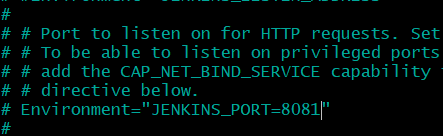 #
# # Port to listen on for HTTP requests. Set
# # To be able to listen on privileged ports
# # add the CAP_NET_BIND_SERVICE capability
# # directive below.
# Environment="JENKINS_PORT=8081"
#